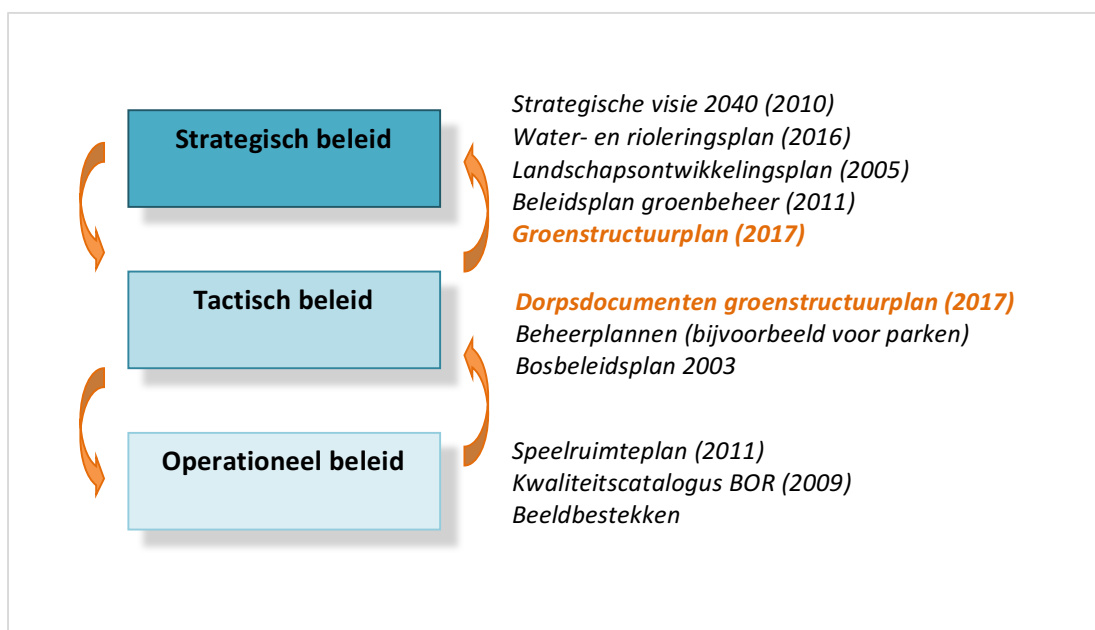 Strategisch beleid
Strategische visie 2040 (2010)
Water- en rioleringsplan (2016)
Landschapsontwikkelingsplan (2005)
Beleidsplan groenbeheer (2011)
Groenstructuurplan (2017)
Tactisch beleid
Dorpsdocumenten groenstructuurplan (2017)
Beheerplannen (bijvoorbeeld voor parken)
Bosbeleidsplan 2003
Operationeel beleid
Speelruimteplan (2011)
Kwaliteitscatalogus BOR (2009)
Beeldbestekken